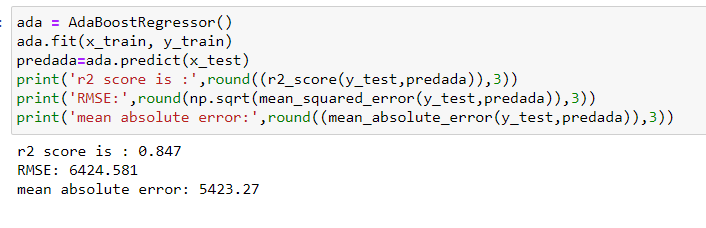 ada = AdaBoostRegressor()
ada.fit(x_train, y_train)
predada=ada.predict(x_test)
print('r2 score is :',round((r2_score(y_test,predada)),3))
print('RMSE:',round(np.sqrt(mean_squared_error(y_test,predada)),3))
print('mean absolute error:',round((mean_absolute_error(y_test,predada)),3))
r2 score is : 0.847
RMSE: 6424.581
mean absolute error: 5423.27